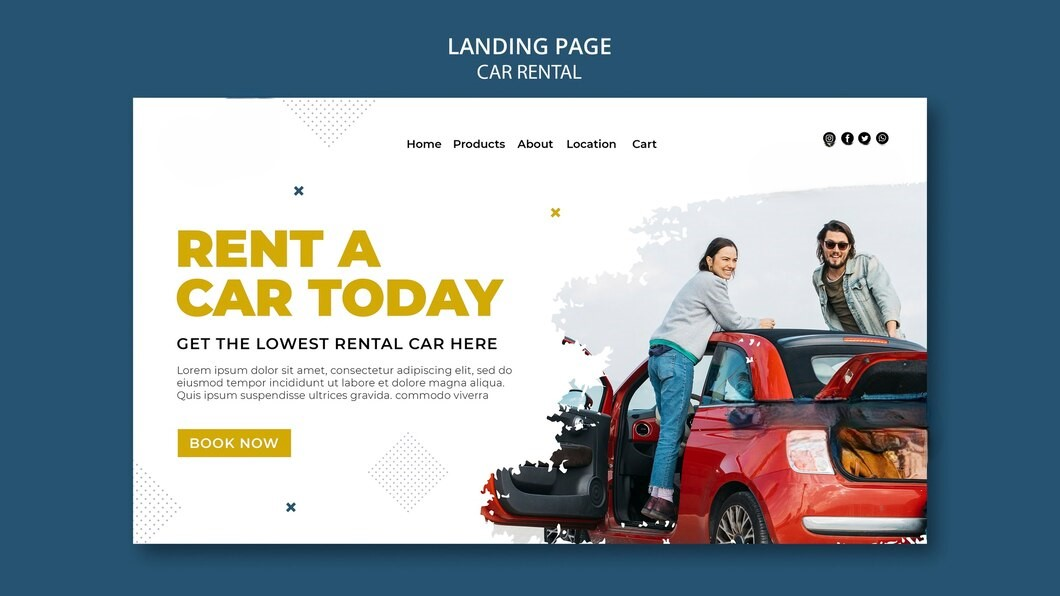 LANDING PAGE
CAR RENTAL
Home Products About Location Cart
RENT A
CAR TODAY
GET THE LOWEST RENTAL CAR HERE
Lorem ipsum dolor sit amet, consectetur adipiscing elit, sed do
eiusmod tempor incididunt ut labore et dolore magna aliqua.
Quis ipsum suspendisse ultrices gravida. commodo viverra
BOOK NOW